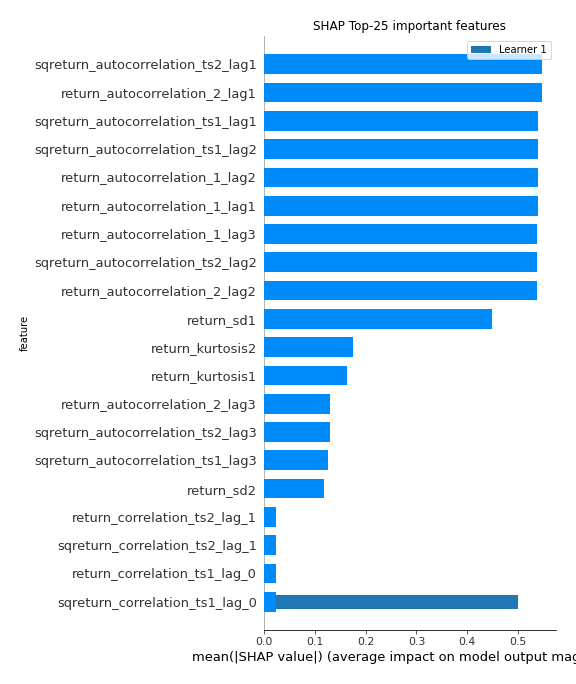 SHAP Top-25 important features
Learner 1
sqreturn_autocorrelation_ts2_lag1
return_autocorrelation_2_lag1
sqreturn_autocorrelation_ts1_lag1
sqreturn_autocorrelation_ts1_lag2
return_autocorrelation_1_lag2
return_autocorrelation_1_lag1
return_autocorrelation_1_lag3
sqreturn_autocorrelation_ts2_lag2
return_autocorrelation_2_lag2
return_sd1
return_kurtosis2
return_kurtosis1
return_autocorrelation_2_lag3
sqreturn_autocorrelation_ts2_lag3
sqreturn_autocorrelation_ts1_lag3
return_sd2
return_correlation_ts2_lag_1
sqreturn_correlation_ts2_lag_1
return_correlation_ts1_lag_0
sqreturn_correlation_ts1_lag_0
feature
0.0 0.1 0.2 0.3 0.4 0.5
mean(|SHAP value|) (average impact on model output mag